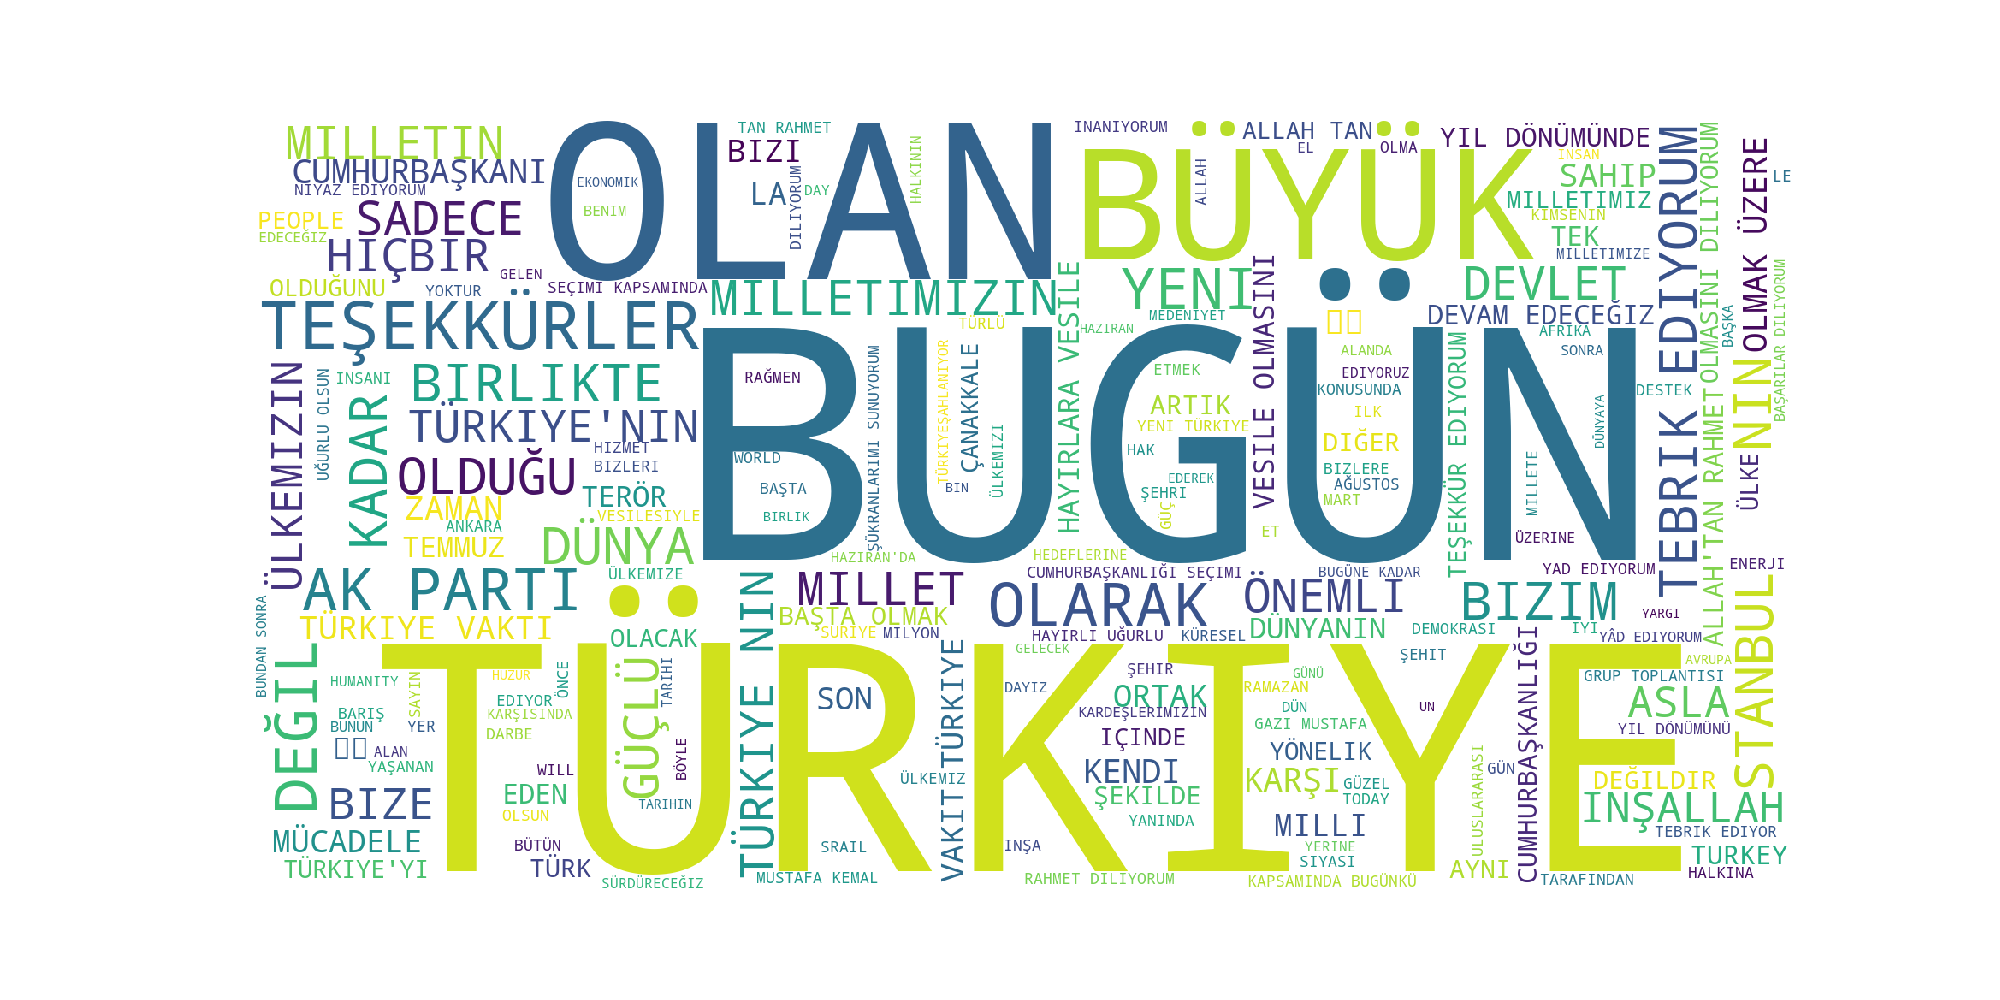 MILLETIN
CUMHURBAŞKANI
NIYAZ EDIYORUM
PEOPLE
EDECEĞIZ
SADECE
HIÇBIR
OLDUĞUNU
YOKTUR
GELEN
SEÇIMI KAPSAMINDA
TEŞEKKÜRLER
OLAN
EKONOMIK
BENIM
TAN RAHMET
BIZI
LA
DAY
DILIYORUM
HALKININ
INANIYORUM
BÜYÜK
ALLAH TAN
EL
OLMA
ALLAH
YIL DÖNÜMÜNDE
INSAN
SAHIP
MILLETIMIZ
KIMSENIN
TEK
MILLETIMIZE
TEBRIK EDIYORUM
OLMASINI DILIYORUM
OLMAK ÜZERE
LE
MILLETIMIZIN
HAYIRLARA VESILE
YENI
MEDENIYET
HAZIRAN
VESILE OLMASINI
DEVLET
DEVAM EDECEĞIZ
AFRIKA
SONRA
BAŞKA
BAŞARILAR DILIYORUM
BUGÜN
RAĞMEN
WORLD
BAŞTA
BIRLIK
ŞÜKRANLARIMI SUNUYORUM
TÜRLÜ
TÜRKIYEŞAHLANIYOR
ÇANAKKALE
BIN
ÜLKEMIZI
ETMEK
ARTIK
YENI TÜRKIYE
HAK
EDEREK
ŞEHRI
GÜÇ
ET
ALANDA
EDIYORUZ
KONUSUNDA
ILK
DIĞER
BIZLERE
AĞUSTOS
MART
TEŞEKKÜR EDIYORUM
DÜNYAYA
MILLETE
ÜZERINE
DESTEK
NIN
ÜLKE
ALLAH'TAN RAHMET
ÜLKEMIZIN
INSANI
UĞURLU OLSUN
KADAR
BIRLIKTE
TÜRKIYE'NIN
HIZMET
BIZLERI
OLDUĞU
TERÖR
ZAMAN
ANKARA
VESILESIYLE
TEMMUZ
DÜNYA
HAZIRAN'DA
HEDEFLERINE
CUMHURBAŞKANLIĞI SEÇIMI
BUGÜNE KADAR
YAD EDIYORUM
ENERJI
AK PARTI
ÜLKEMIZE
TÜRKIYE VAKTI
OLACAK
BUNDAN SONRA
TÜRKIYE NIN
MILLET
BAŞTA OLMAK
SURIYE
MILYON
OLARAK
HAYIRLI UĞURLU
KÜRESEL
GELECEK
ÖNEMLI
DÜNYANIN
DEMOKRASI
BIZIM
IYI
YARGI
YÂD EDIYORUM
AVRUPA
ŞEHIT
ISTANBUL
DEĞIL
HUMANITY
SAYIN
BARIŞ
BUNUN
YER
ALAN
YAŞANAN
BIZE
MÜCADELE
TÜRKIYE'YI
TÜRKIYE
HUZUR
EDIYOR
ÖNCE
KARŞISINDA
DARBE
WILL
EDEN
OLSUN
BÜTÜN
TÜRK
GÜÇLÜ
TARIHI
BÖYLE
TARIHIN
SÜRDÜRECEĞIZ
SON
SRAIL
MUSTAFA KEMAL
ÜLKEMIZ
VAKIT TÜRKIYE
DAYIZ
INŞA
ŞEHIR
ORTAK
KARDEŞLERIMIZIN
IÇINDE
KENDI
ŞEKILDE
YANINDA
RAHMET DILIYORUM
RAMAZAN
GÜNÜ
DÜN
GAZI MUSTAFA
YÖNELIK
KARŞI
GÜZEL
TODAY
MILLI
YERINE
SIYASI
KAPSAMINDA BUGÜNKÜ
UN
ULUSLARARASI
GÜN
AYNI
CUMHURBAŞKANLIĞI
GRUP TOPLANTISI
ASLA
YIL DÖNÜMÜNÜ
DEĞILDIR
INŞALLAH
TEBRIK EDIYOR
TURKEY
HALKINA
TARAFINDAN